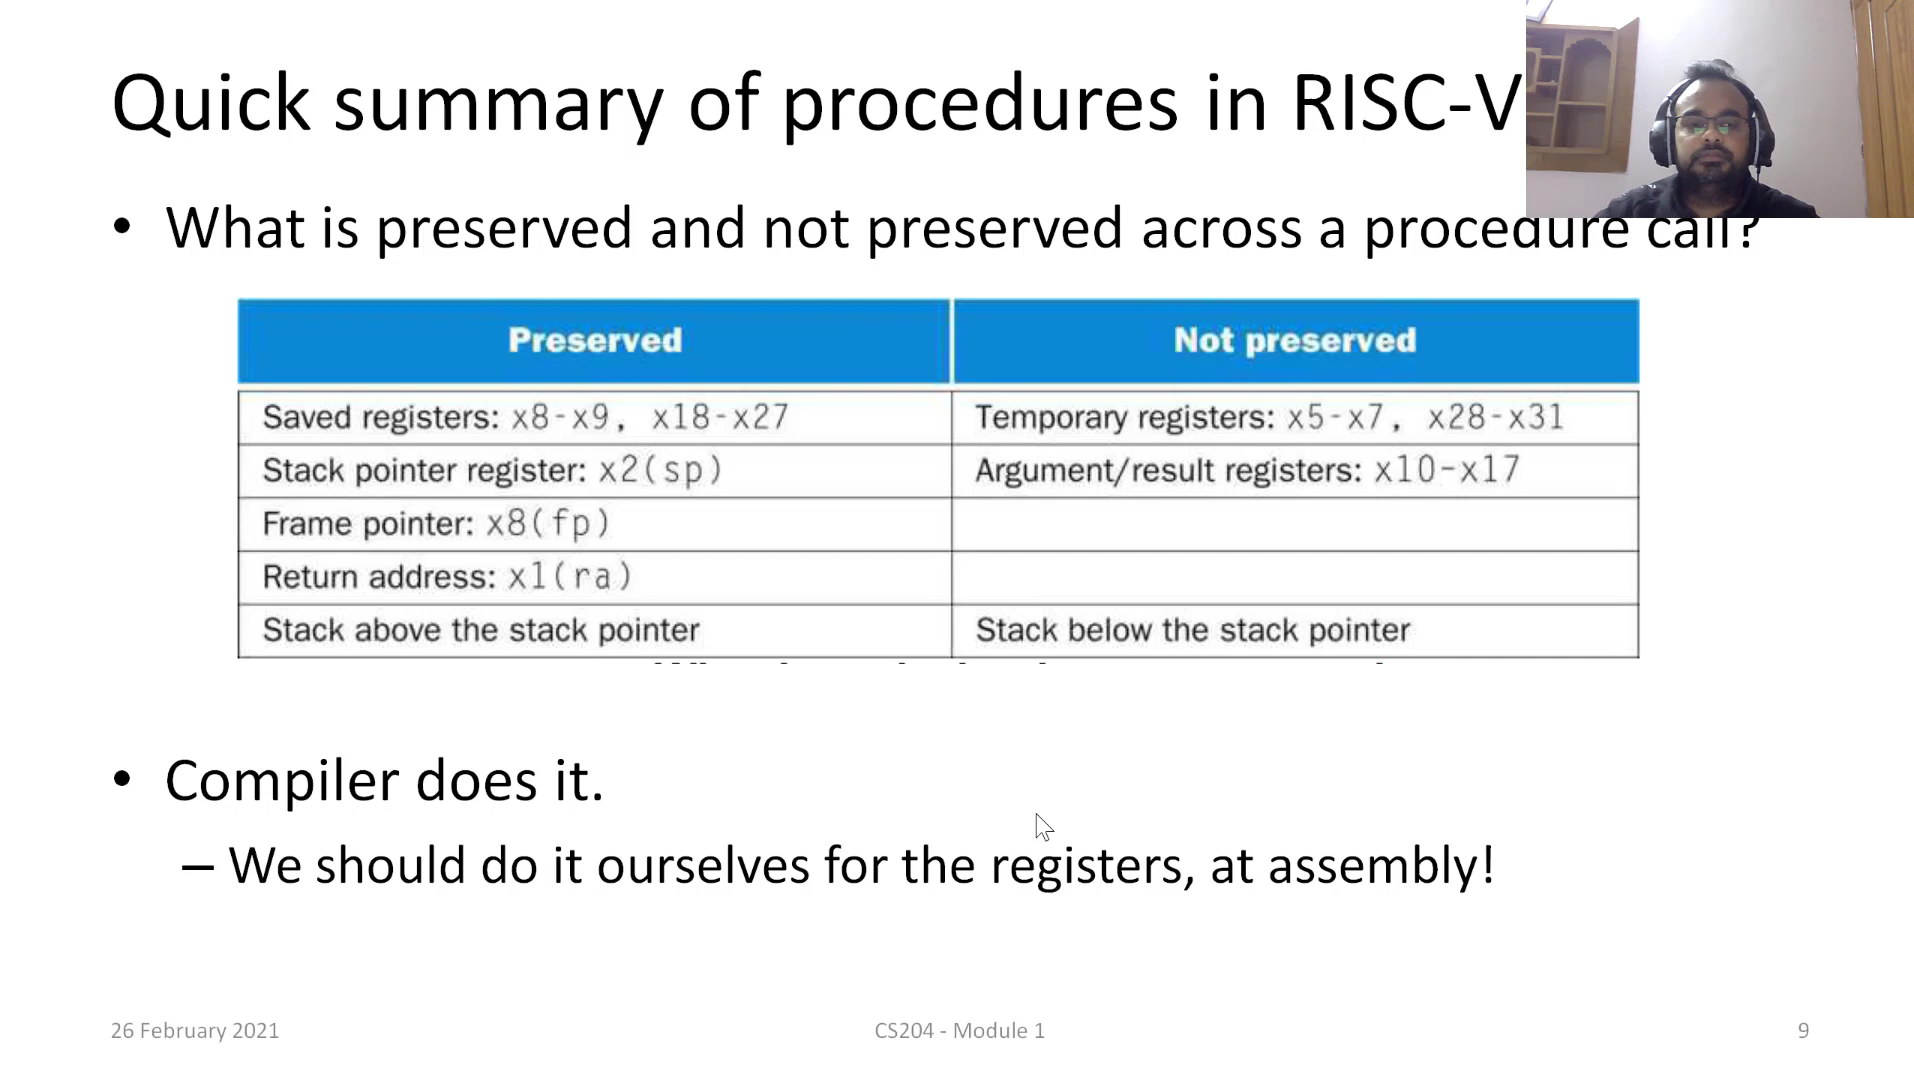 Quick summary of procedures in RISC-V
• What is preserved and not preserved across a procedure call?
Preserved
Not preserved
Saved registers: x8-x9, x18-x27
Temporary registers: x5-x7, x28-x31
Stack pointer register: x2(sp)
Argument/result registers: x10-x17
Frame pointer: x8(fp)
Return address: x1(ra)
Stack above the stack pointer
Stack below the stack pointer
• Compiler does it.
– We should do it ourselves for the registers, at assembly!
26 February 2021
CS204 - Module 1
9